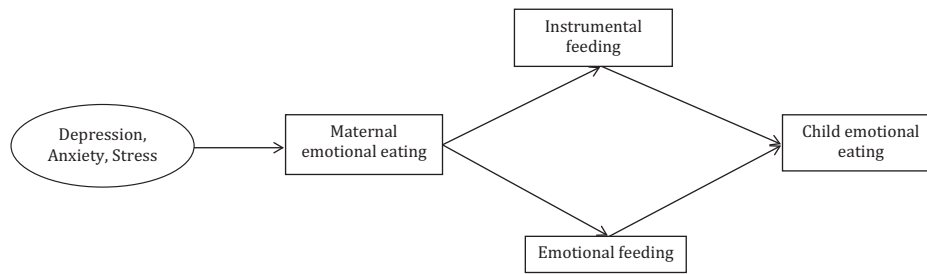 Instrumental
feeding
Depression,
Anxiety, Stress
Maternal
emotional eating
Child emotional
eating
Emotional feeding